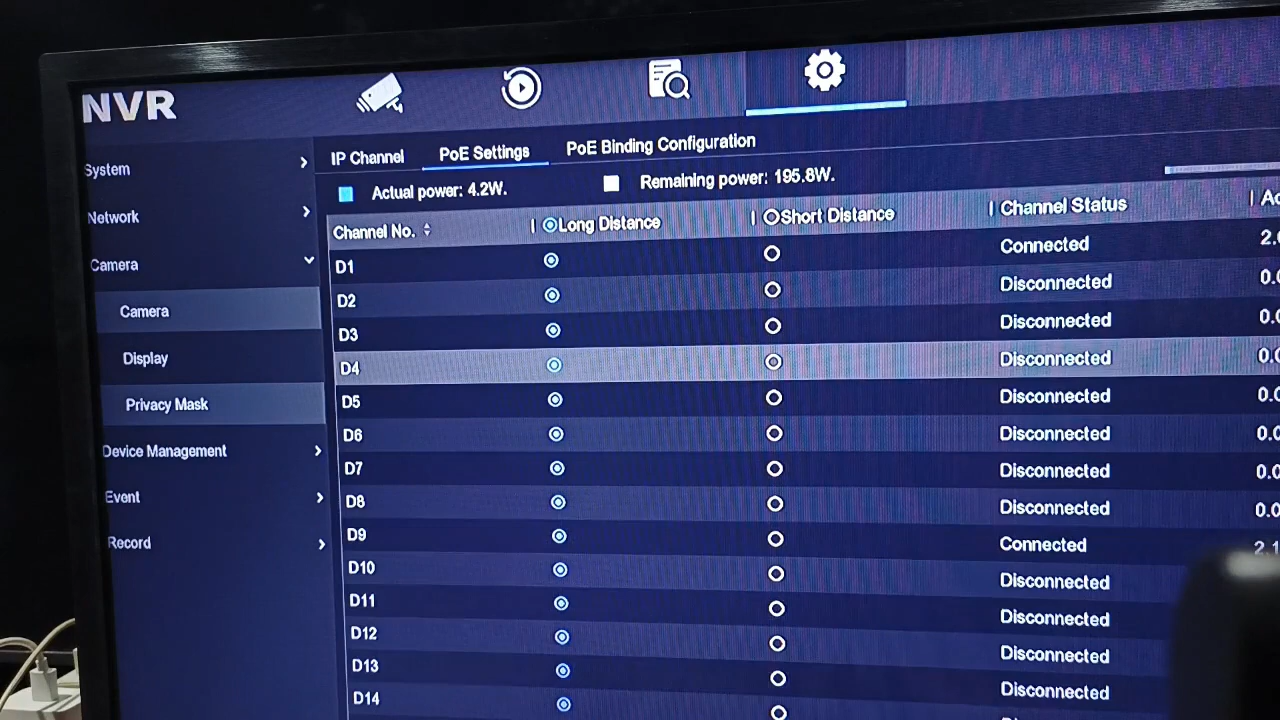 NVR
System
Network
Camera
Camera
Display
Privacy Mask
Device Management
Event
Record
IP Channel PoE Settings PoE Binding Configuration
Actual power: 4.2W. Remaining power: 195.8W.
Channel No. Long Distance Short Distance Channel Status
D1 Connected
D2 Disconnected
D3 Disconnected
D4 Disconnected
D5 Disconnected
D6 Disconnected
D7 Disconnected
D8 Disconnected
D9 Connected
D10 Disconnected
D11 Disconnected
D12 Disconnected
D13 Disconnected
D14